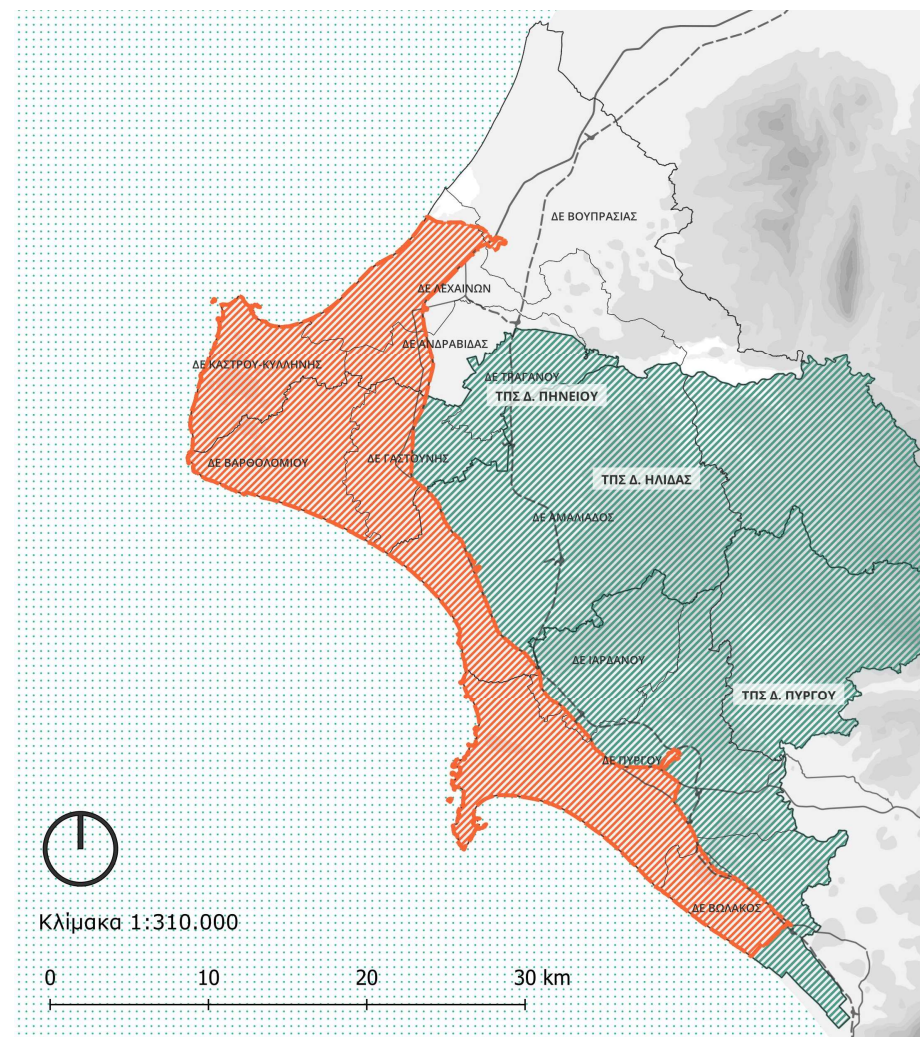 ΔΕ ΒΟΥΠΡΑΣΙΑΣ
ΔΕ ΛΕΧΑΙΝΩΝ
ΔΕ ΑΝΔΡΑΒΙΔΑΣ
ΔΕ ΚΑΣΤΡΟΥ-ΚΥΛΛΗΝΗΣ
ΔΕ ΤΡΑΓΑΝΟΥ
ΤΠΣ Δ. ΠΗΝΕΙΟΥ
ΔΕ ΒΑΡΘΟΛΟΜΙΟΥ
ΔΕ ΓΑΣΤΟΥΝΗΣ
ΤΠΣ Δ. ΗΛΙΔΑΣ
ΔΕ ΑΜΑΛΙΑΔΟΣ
ΔΕ ΙΑΡΔΑΝΟΥ
ΤΠΣ Δ. ΠΥΡΓΟΥ
ΔΕ ΠΥΡΓΟΥ
ΔΕ ΒΩΛΑΚΟΣ
Κλίμακα 1:310.000
0 10 20 30 km